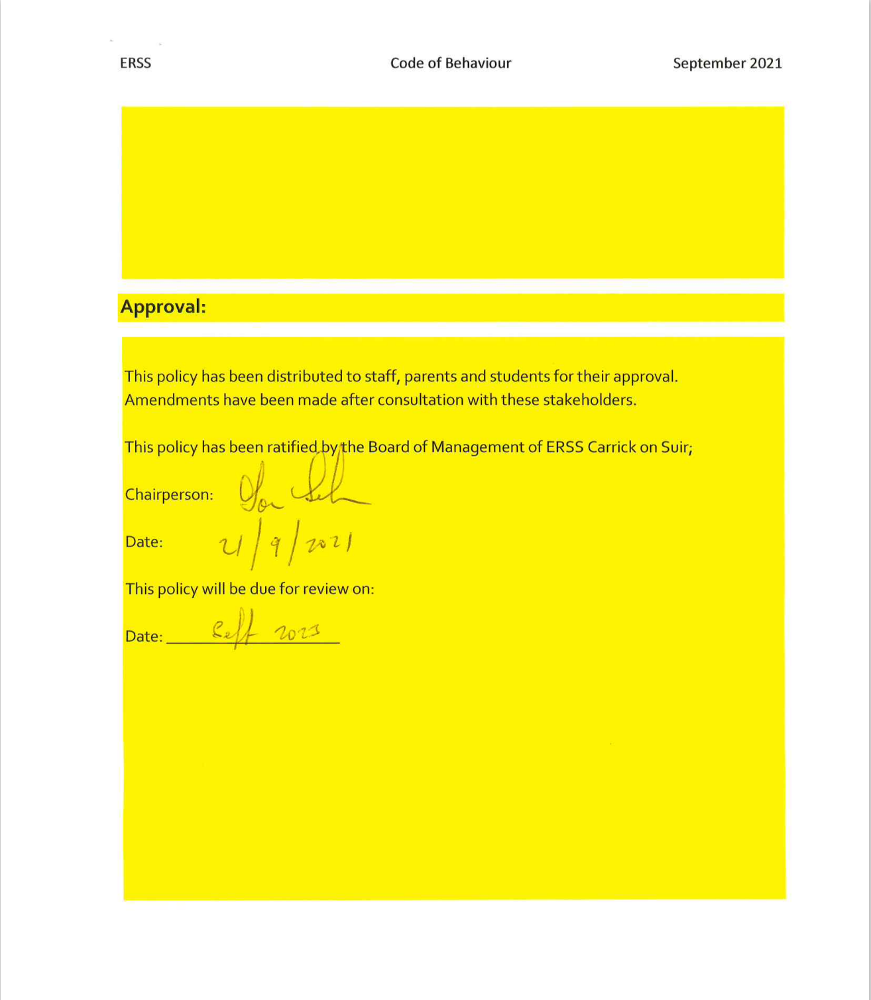 ERSS Code of Behaviour September 2021
Approval:
This policy has been distributed to staff, parents and students for their approval.
Amendments have been made after consultation with these stakeholders.
This policy has been ratified by the Board of Management of ERSS Carrick on Suir;
Chairperson:
Date: 21/9/2021
This policy will be due for review on:
Date: Sept 2023